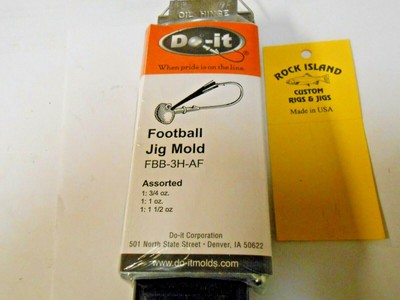 OIL HINGE
Do-it
When pride is on the line.
Football
Jig Mold
FBB-3H-AF
Assorted
1: 3/4 oz.
1: 1 oz.
1: 1 1/2 oz
Do-it Corporation
501 North State Street • Denver, IA 50622
www.do-itmolds.com
ROCK ISLAND
CUSTOM
RIGS & JIGS
Made in USA